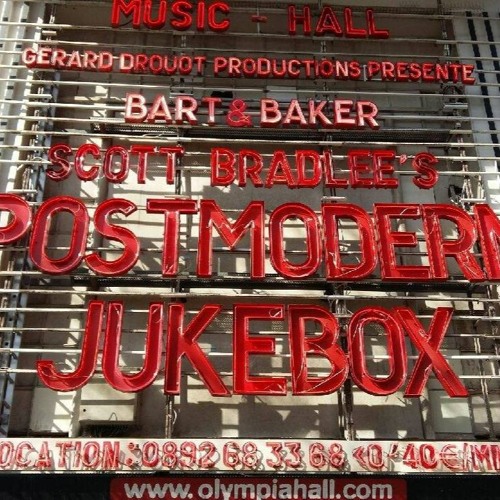 MUSIC - HALL
GERARD DROUOT PRODUCTIONS PRESENTE
BART & BAKER
SCOTT BRADLEE'S
POSTMODERN
JUKEBOX
LOCATION : 0892 68 33 68 <0'40€/MN
www.olympiahall.com